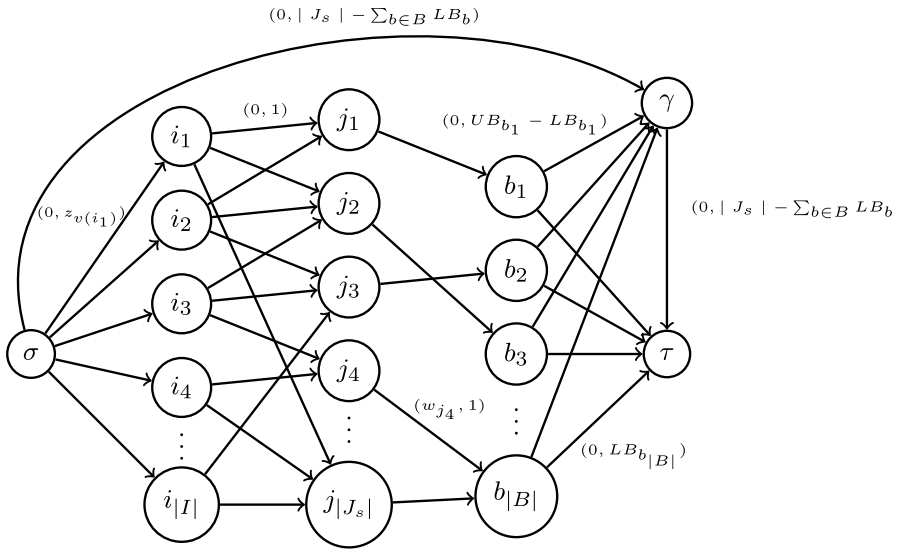 (0, | J_s | − ∑_{b∈B} LB_b)
γ
i_1
(0, 1)
j_1
(0, UB_{b_1} − LB_{b_1})
b_1
(0, z_{v(i_1)})
i_2
j_2
(0, | J_s | − ∑_{b∈B} LB_b
b_2
i_3
j_3
σ
b_3
τ
i_4
j_4
(w_{j_4}, 1)
⋮
⋮
⋮
(0, LB_{b_{|B|}})
i_{|I|}
j_{|J_s|}
b_{|B|}